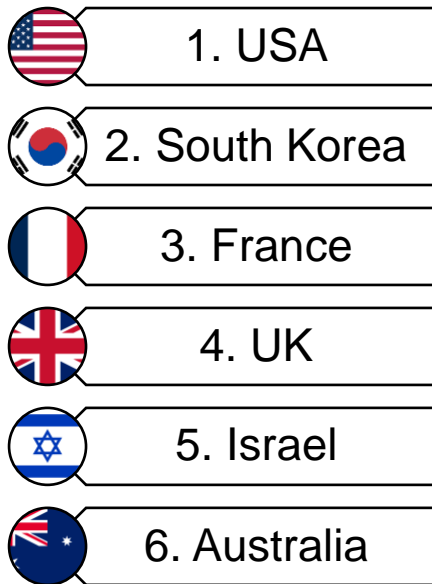 1. USA
2. South Korea
3. France
4. UK
5. Israel
6. Australia